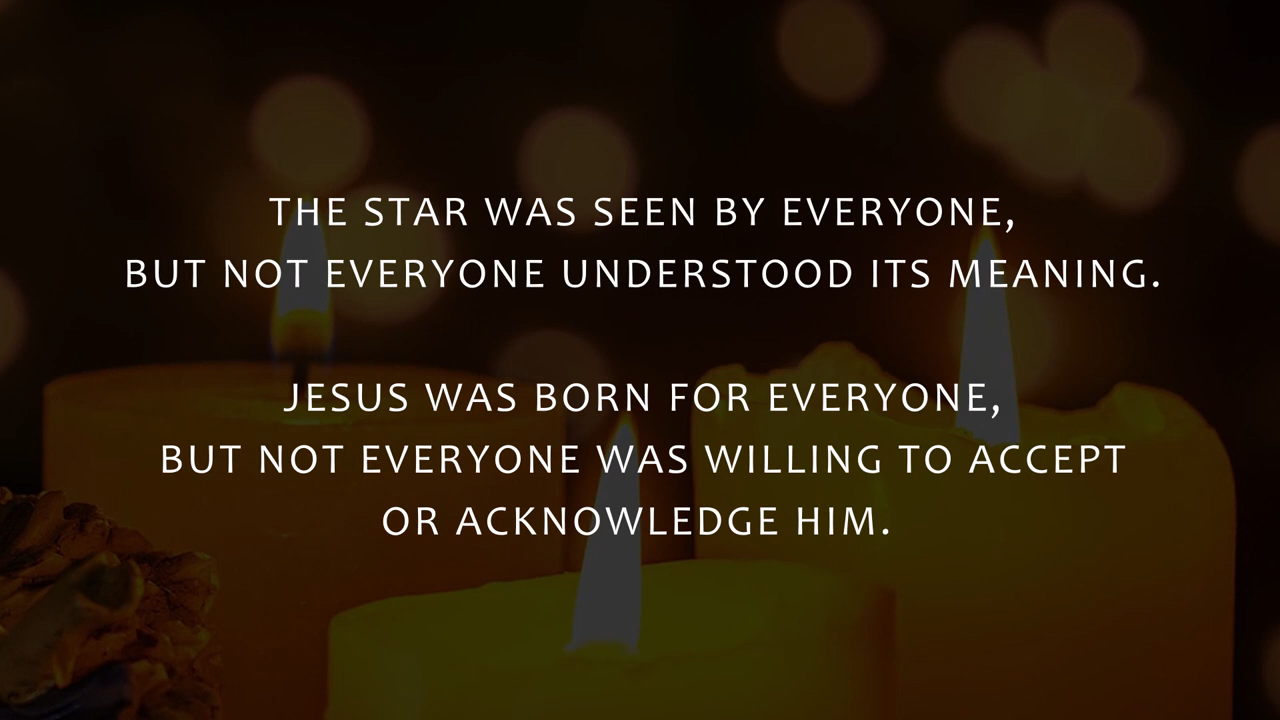 THE STAR WAS SEEN BY EVERYONE,
BUT NOT EVERYONE UNDERSTOOD ITS MEANING.
JESUS WAS BORN FOR EVERYONE,
BUT NOT EVERYONE WAS WILLING TO ACCEPT
OR ACKNOWLEDGE HIM.